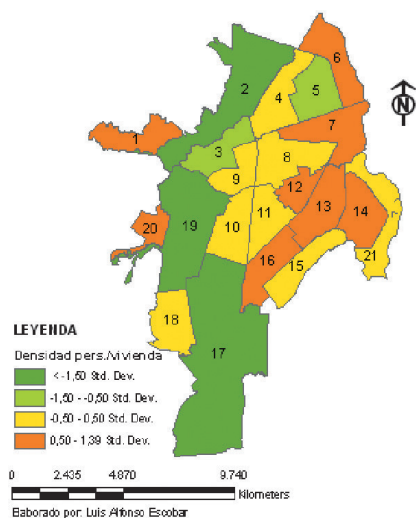 6
2
4
5
7
1
3
8
9
12
13
14
19
20
10
11
16
15
21
18
17
N
LEYENDA
Densidad pers./vivienda
< -1,50 Std. Dev.
-1,50 - -0,50 Std. Dev.
-0,50 - 0,50 Std. Dev.
0,50 - 1,39 Std. Dev.
0 2.435 4.870 9.740
Kilometers
Elaborado por: Luis Alfonso Escobar